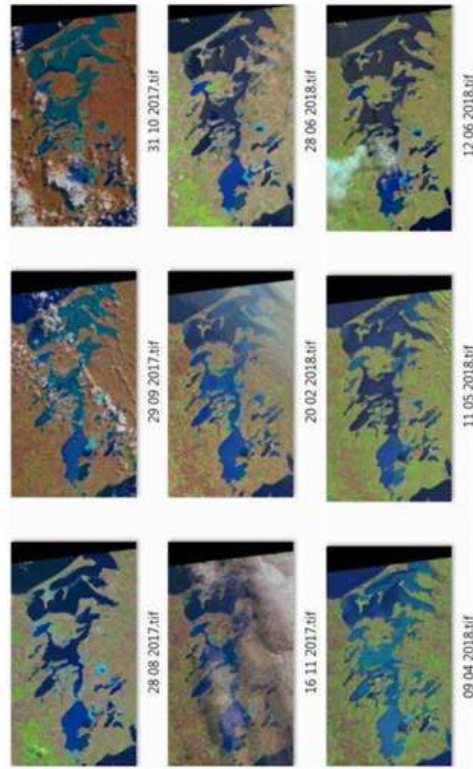 28 08 2017.tif
29 09 2017.tif
31 10 2017.tif
16 11 2017.tif
20 02 2018.tif
28 06 2018.tif
09 04 2018.tif
11 05 2018.tif
12 06 2018.tif